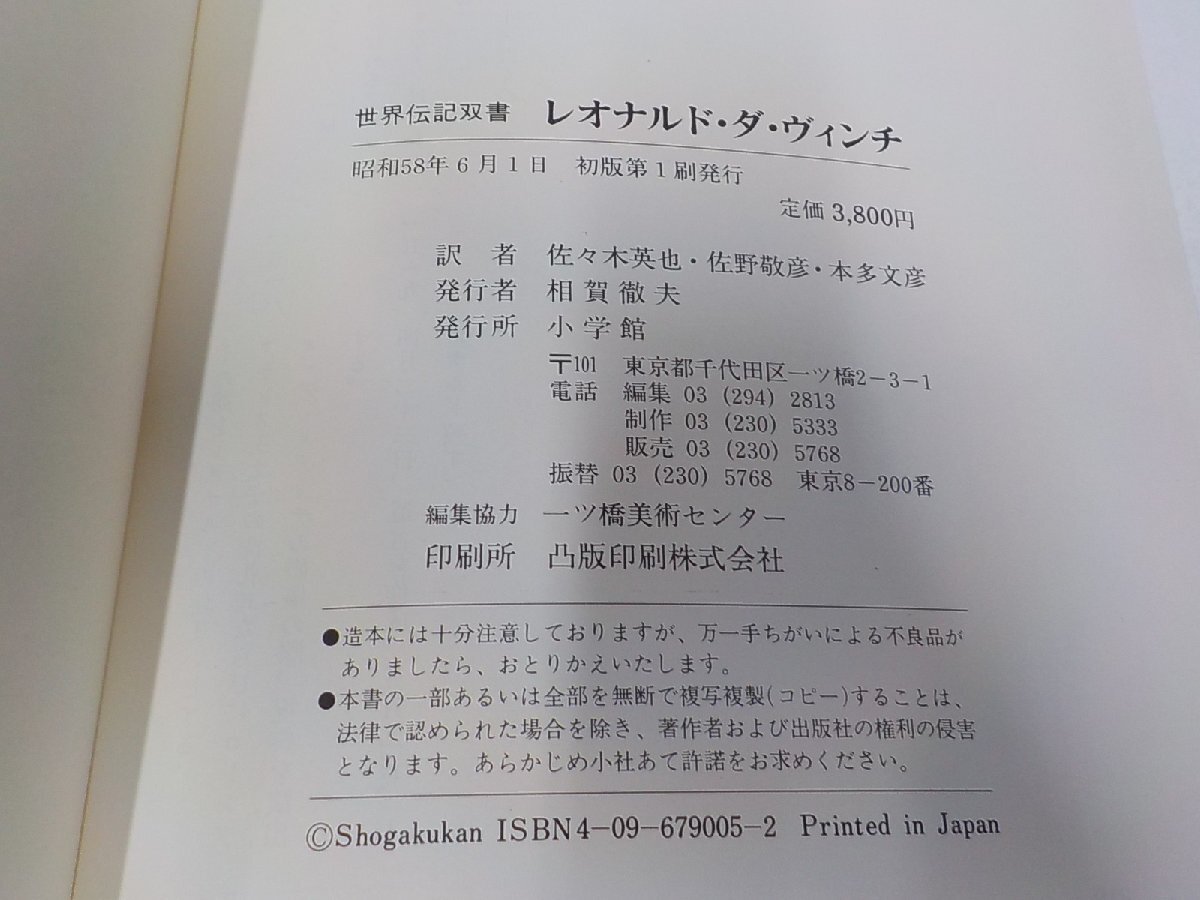 世界伝記双書 レオナルド・ダ・ヴィンチ
昭和58年6月1日 初版第1刷発行
定価 3,800円
訳者 佐々木英也・佐野敬彦・本多文彦
発行者 相賀徹夫
発行所 小学館
〒101 東京都千代田区一ツ橋2-3-1
電話 編集 03 (294) 2813
制作 03 (230) 5333
販売 03 (230) 5768
振替 03 (230) 5768 東京8-200番
編集協力 一ツ橋美術センター
印刷所 凸版印刷株式会社
●造本には十分注意しておりますが、万一手ちがいによる不良品が
ありましたら、おとりかえいたします。
●本書の一部あるいは全部を無断で複写複製(コピー)することは、
法律で認められた場合を除き、著作者および出版社の権利の侵害
となります。あらかじめ小社あて許諾をお求めください。
©Shogakukan ISBN4-09-679005-2 Printed in Japan